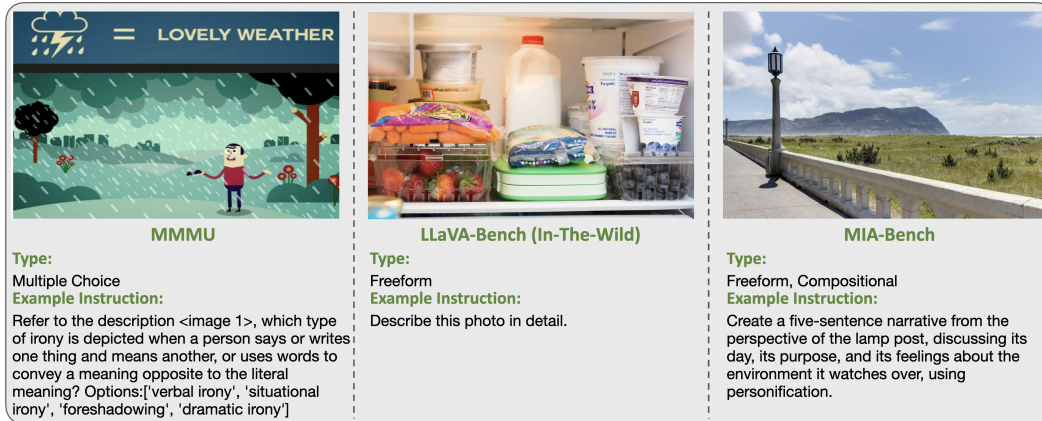 = LOVELY WEATHER
MMMU
Type:
Multiple Choice
Example Instruction:
Refer to the description <image 1>, which type
of irony is depicted when a person says or writes
one thing and means another, or uses words to
convey a meaning opposite to the literal
meaning? Options:['verbal irony', 'situational
irony', 'foreshadowing', 'dramatic irony']
LLaVA-Bench (In-The-Wild)
Type:
Freeform
Example Instruction:
Describe this photo in detail.
MIA-Bench
Type:
Freeform, Compositional
Example Instruction:
Create a five-sentence narrative from the
perspective of the lamp post, discussing its
day, its purpose, and its feelings about the
environment it watches over, using
personification.